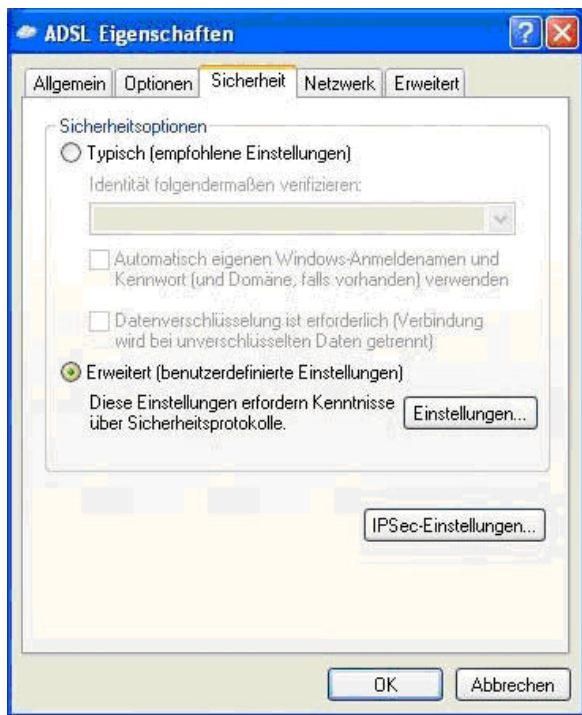 ADSL Eigenschaften
Allgemein Optionen Sicherheit Netzwerk Erweitert
Sicherheitsoptionen
Typisch (empfohlene Einstellungen)
Identität folgendermaßen verifizieren:
Automatisch eigenen Windows-Anmeldenamen und
Kennwort (und Domäne, falls vorhanden) verwenden
Datenverschlüsselung ist erforderlich (Verbindung
wird bei unverschlüsselten Daten getrennt)
Erweitert (benutzerdefinierte Einstellungen)
Diese Einstellungen erfordern Kenntnisse
über Sicherheitsprotokolle.
Einstellungen...
IPSec-Einstellungen...
OK Abbrechen